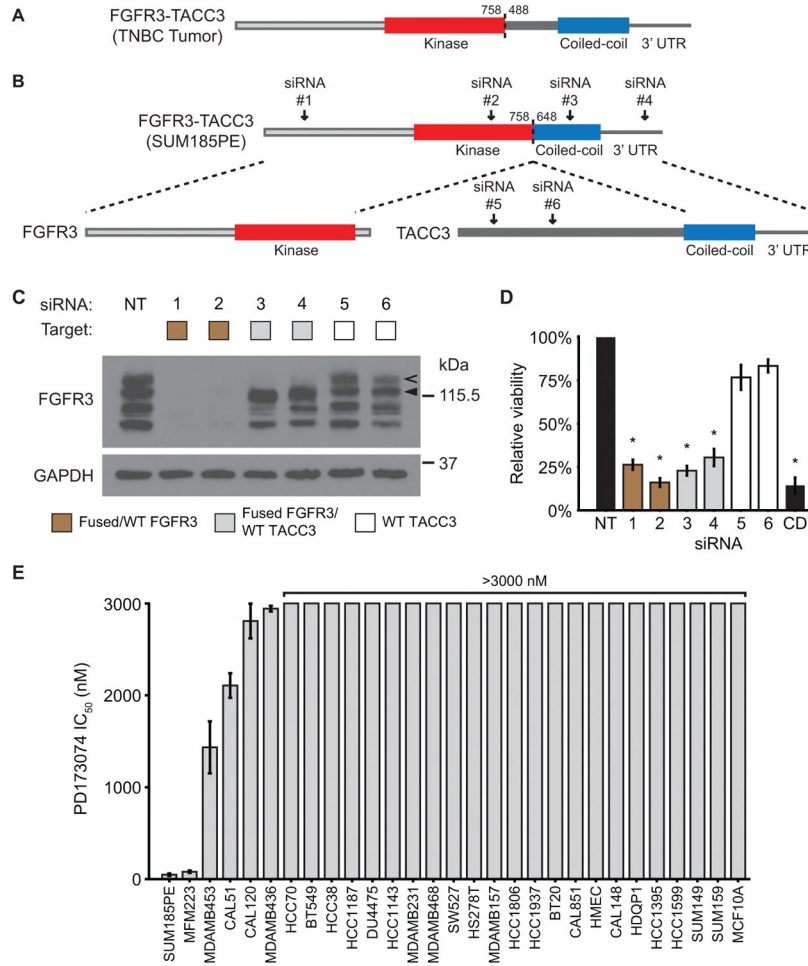 A
FGFR3-TACC3
(TNBC Tumor)
758 488
Kinase
Coiled-coil
3' UTR
B
siRNA #1
siRNA #2
siRNA #3
siRNA #4
FGFR3-TACC3
(SUM185PE)
758 648
Kinase
Coiled-coil
3' UTR
siRNA #5
siRNA #6
FGFR3
Kinase
TACC3
Coiled-coil
3' UTR
C
siRNA: NT 1 2 3 4 5 6
Target:
kDa
FGFR3
115.5
GAPDH
37
Fused/WT FGFR3
Fused FGFR3/
WT TACC3
WT TACC3
D
Relative viability
100%
75%
50%
25%
0%
* * * * *
NT 1 2 3 4 5 6 CD
siRNA
E
>3000 nM
PD173074 IC50 (nM)
3000
2000
1000
0
SUM185PE
MFM223
MDAMB453
CAL51
CAL120
MDAMB436
HCC70
BT549
HCC38
HCC1187
DU4475
HCC1143
MDAMB231
MDAMB468
SW527
HS278T
MDAMB157
HCC1806
HCC1937
BT20
CAL851
HMEC
CAL148
HDQP1
HCC1395
HCC1599
SUM149
SUM159
MCF10A